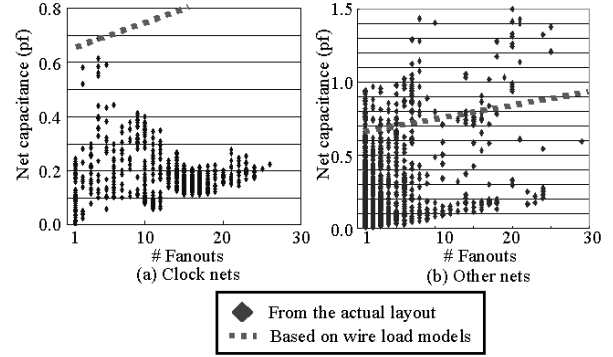 Net capacitance (pf)
0.8
0.6
0.4
0.2
0.0
1
10
20
30
# Fanouts
(a) Clock nets
Net capacitance (pf)
1.5
1.0
0.5
0.0
1
10
20
30
# Fanouts
(b) Other nets
From the actual layout
Based on wire load models